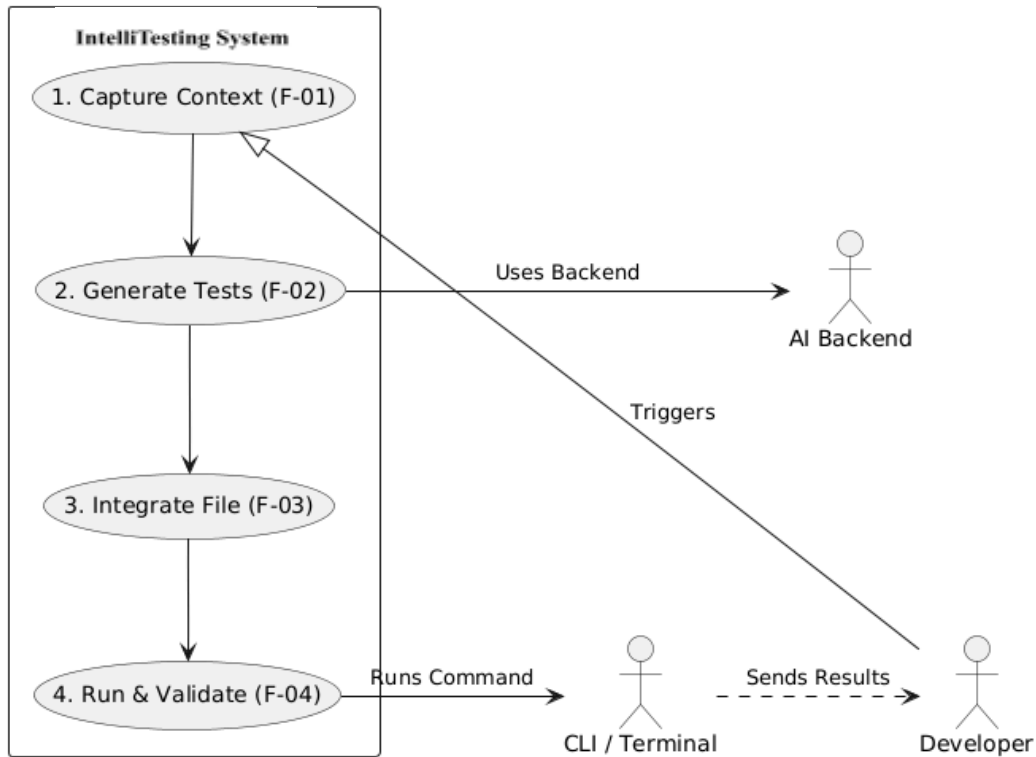 IntelliTesting System
1. Capture Context (F-01)
2. Generate Tests (F-02)
Uses Backend
AI Backend
Triggers
3. Integrate File (F-03)
4. Run & Validate (F-04)
Runs Command
CLI / Terminal
Sends Results
Developer